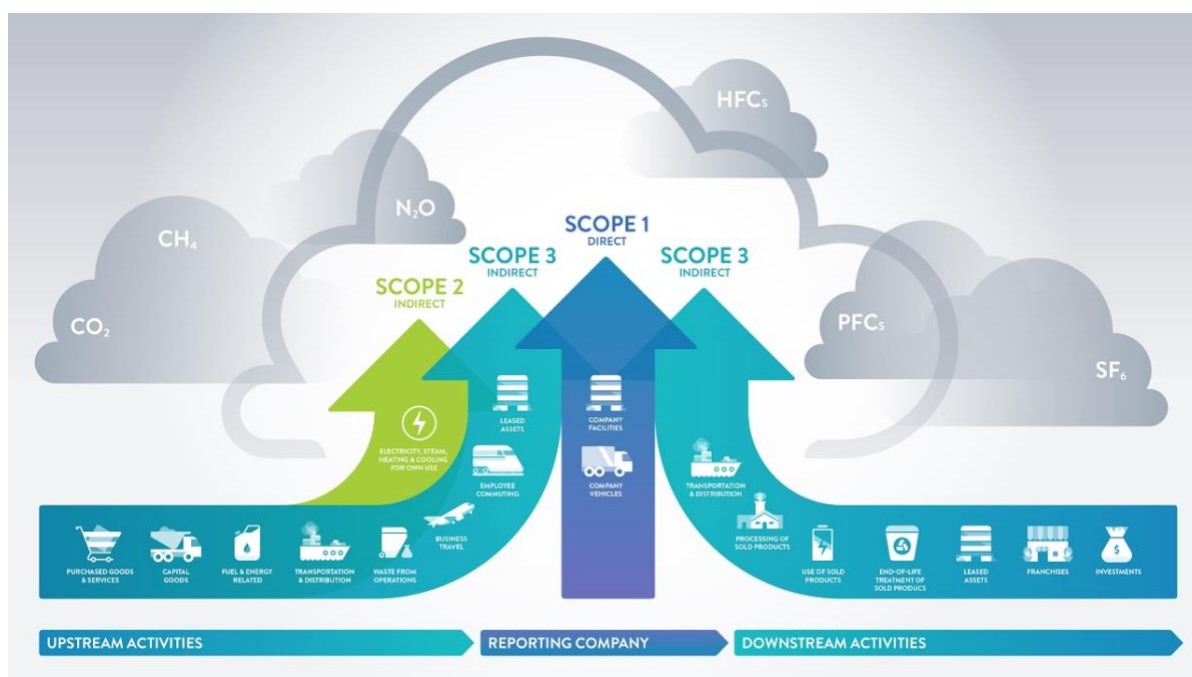 HFCs
N₂O
CH₄
CO₂
PFCs
SF₆
SCOPE 2
INDIRECT
SCOPE 3
INDIRECT
SCOPE 1
DIRECT
SCOPE 3
INDIRECT
ELECTRICITY, STEAM,
HEATING & COOLING
FOR OWN USE
LEASED
ASSETS
EMPLOYEE
COMMUTING
BUSINESS
TRAVEL
COMPANY
FACILITIES
COMPANY
VEHICLES
TRANSPORTATION
& DISTRIBUTION
PROCESSING OF
SOLD PRODUCTS
PURCHASED GOODS
& SERVICES
CAPITAL
GOODS
FUEL & ENERGY
RELATED
TRANSPORTATION
& DISTRIBUTION
WASTE FROM
OPERATIONS
USE OF SOLD
PRODUCTS
END-OF-LIFE
TREATMENT OF
SOLD PRODUCS
LEASED
ASSETS
FRANCHISES
$
INVESTMENTS
UPSTREAM ACTIVITIES
REPORTING COMPANY
DOWNSTREAM ACTIVITIES